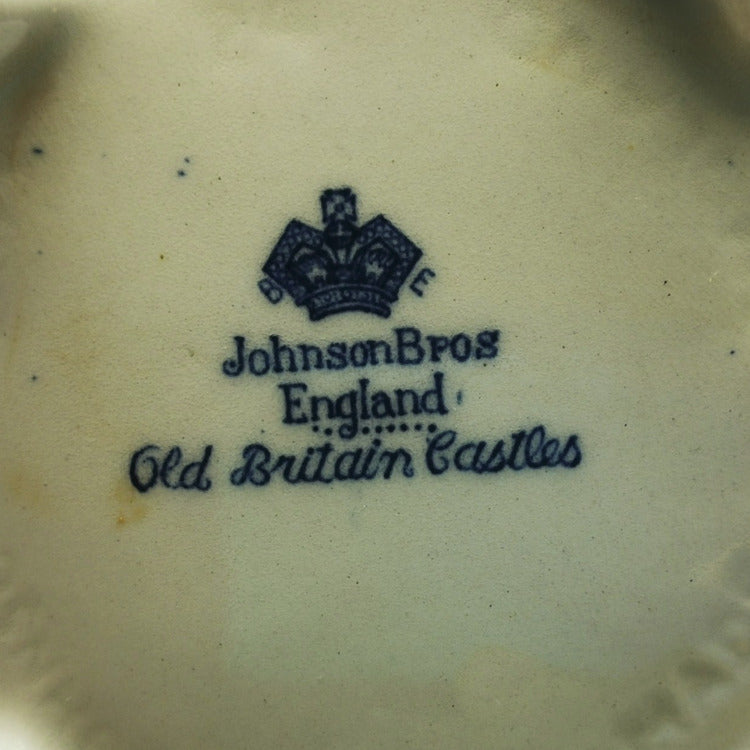 B E
JohnsonBros
England
Old Britain Castles